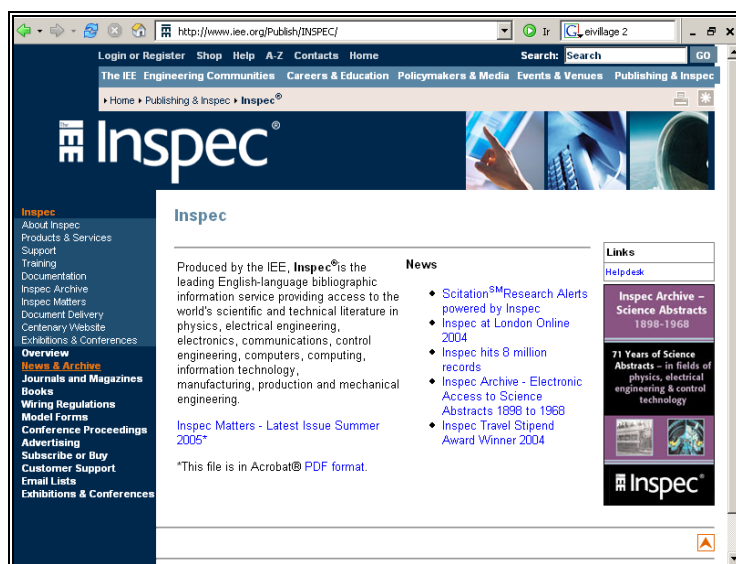 http://www.iee.org/Publish/INSPEC/
Ir
eivillage 2
Login or Register Shop Help A-Z Contacts Home
Search: Search GO
The IEE Engineering Communities Careers & Education Policymakers & Media Events & Venues Publishing & Inspec
Home Publishing & Inspec Inspec®
IEE Inspec®
Inspec
About Inspec
Products & Services
Support
Training
Documentation
Inspec Archive
Inspec Matters
Document Delivery
Centenary Website
Exhibitions & Conferences
Overview
News & Archive
Journals and Magazines
Books
Wiring Regulations
Model Forms
Conference Proceedings
Advertising
Subscribe or Buy
Customer Support
Email Lists
Exhibitions & Conferences
Inspec
Produced by the IEE, Inspec®is the
leading English-language bibliographic
information service providing access to the
world's scientific and technical literature in
physics, electrical engineering,
electronics, communications, control
engineering, computers, computing,
information technology,
manufacturing, production and mechanical
engineering.
Inspec Matters - Latest Issue Summer
2005*
*This file is in Acrobat® PDF format.
News
ScitationSMResearch Alerts
powered by Inspec
Inspec at London Online
2004
Inspec hits 8 million
records
Inspec Archive - Electronic
Access to Science
Abstracts 1898 to 1968
Inspec Travel Stipend
Award Winner 2004
Links
Helpdesk
Inspec Archive –
Science Abstracts
1898-1968
71 Years of Science
Abstracts – in fields of
physics, electrical
engineering & control
technology
IEE Inspec®